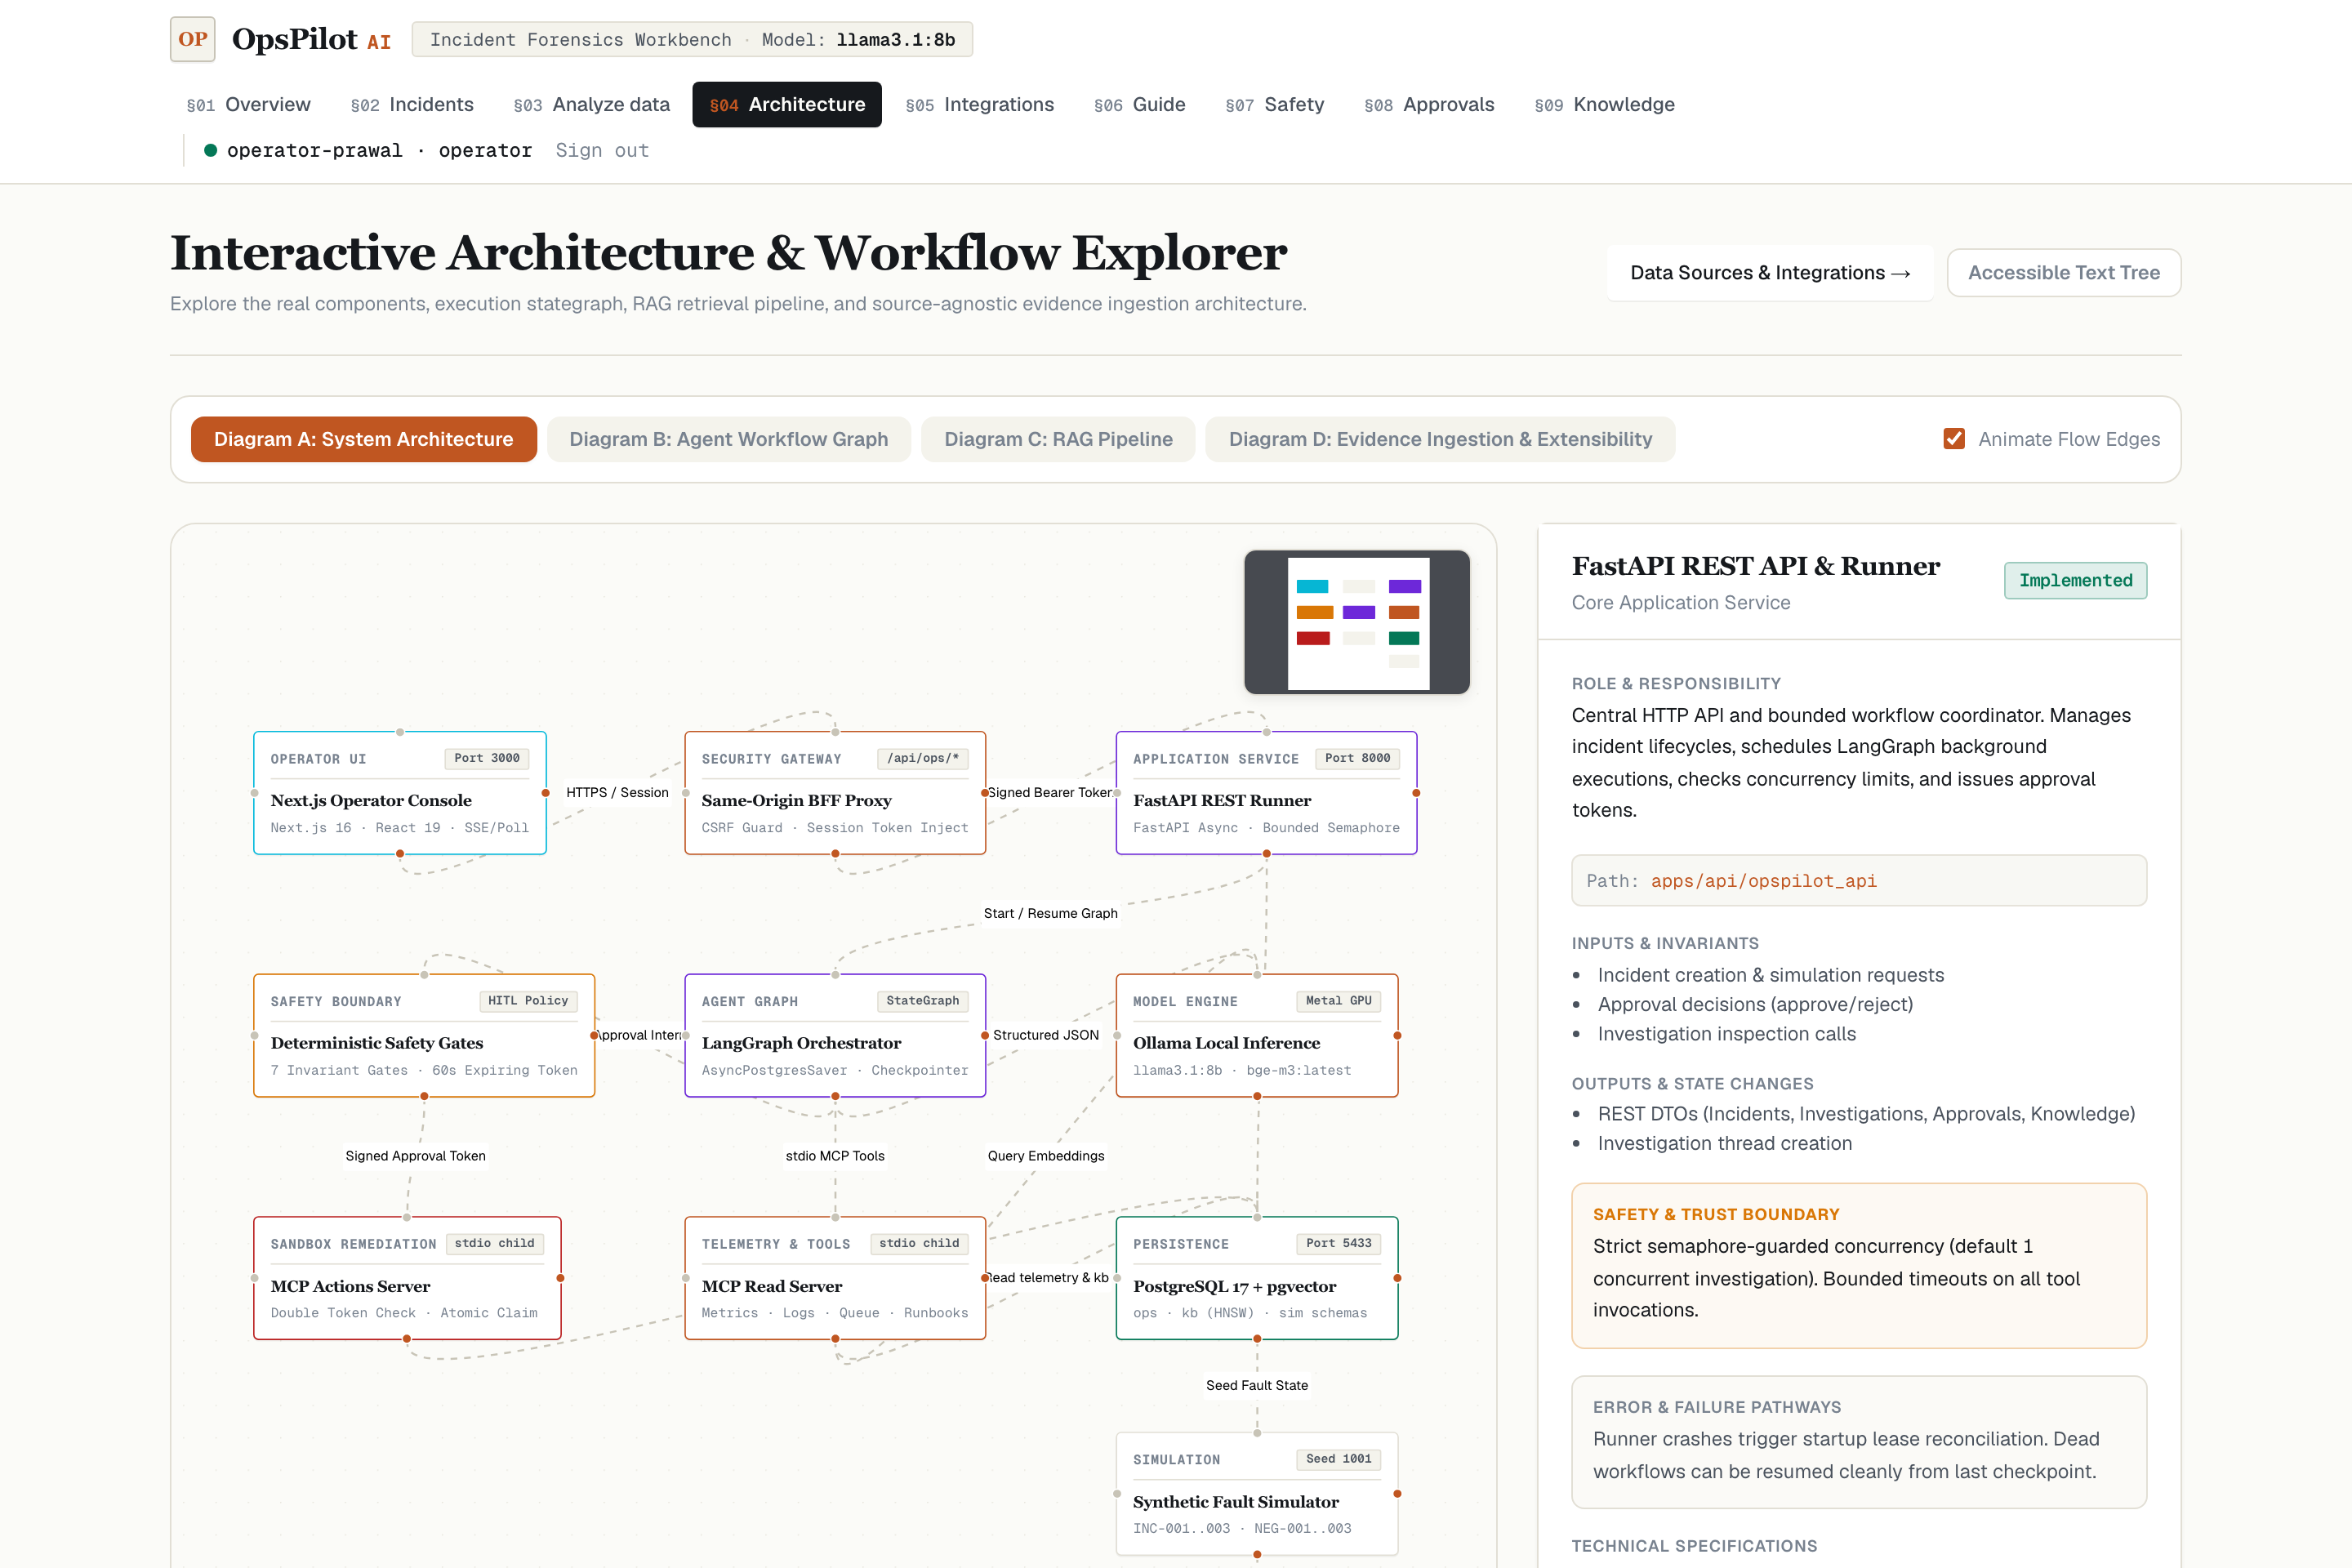 OP OpsPilot AI Incident Forensics Workbench · Model: llama3.1:8b
§01 Overview §02 Incidents §03 Analyze data §04 Architecture §05 Integrations §06 Guide §07 Safety §08 Approvals §09 Knowledge
operator-prawal · operator Sign out
Interactive Architecture & Workflow Explorer
Explore the real components, execution stategraph, RAG retrieval pipeline, and source-agnostic evidence ingestion architecture.
Data Sources & Integrations → Accessible Text Tree
Diagram A: System Architecture Diagram B: Agent Workflow Graph Diagram C: RAG Pipeline Diagram D: Evidence Ingestion & Extensibility Animate Flow Edges
OPERATOR UI Port 3000
Next.js Operator Console
Next.js 16 · React 19 · SSE/Poll
HTTPS / Session
SECURITY GATEWAY /api/ops/*
Same-Origin BFF Proxy
CSRF Guard · Session Token Inject
Signed Bearer Token
APPLICATION SERVICE Port 8000
FastAPI REST Runner
FastAPI Async · Bounded Semaphore
Start / Resume Graph
SAFETY BOUNDARY HITL Policy
Deterministic Safety Gates
7 Invariant Gates · 60s Expiring Token
Approval Inter
AGENT GRAPH StateGraph
LangGraph Orchestrator
AsyncPostgresSaver · Checkpointer
Structured JSON
MODEL ENGINE Metal GPU
Ollama Local Inference
llama3.1:8b · bge-m3:latest
Signed Approval Token
stdio MCP Tools
Query Embeddings
SANDBOX REMEDIATION stdio child
MCP Actions Server
Double Token Check · Atomic Claim
TELEMETRY & TOOLS stdio child
MCP Read Server
Metrics · Logs · Queue · Runbooks
Read telemetry & kb
PERSISTENCE Port 5433
PostgreSQL 17 + pgvector
ops · kb (HNSW) · sim schemas
Seed Fault State
SIMULATION Seed 1001
Synthetic Fault Simulator
INC-001..003 · NEG-001..003
FastAPI REST API & Runner
Core Application Service
Implemented
ROLE & RESPONSIBILITY
Central HTTP API and bounded workflow coordinator. Manages
incident lifecycles, schedules LangGraph background
executions, checks concurrency limits, and issues approval
tokens.
Path: apps/api/opspilot_api
INPUTS & INVARIANTS
• Incident creation & simulation requests
• Approval decisions (approve/reject)
• Investigation inspection calls
OUTPUTS & STATE CHANGES
• REST DTOs (Incidents, Investigations, Approvals, Knowledge)
• Investigation thread creation
SAFETY & TRUST BOUNDARY
Strict semaphore-guarded concurrency (default 1
concurrent investigation). Bounded timeouts on all tool
invocations.
ERROR & FAILURE PATHWAYS
Runner crashes trigger startup lease reconciliation. Dead
workflows can be resumed cleanly from last checkpoint.
TECHNICAL SPECIFICATIONS